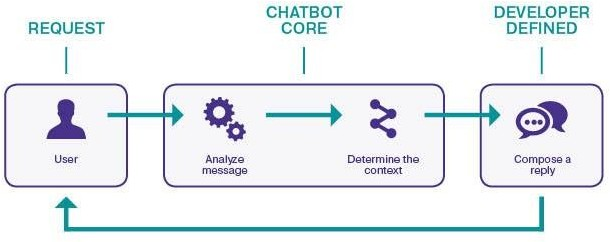 REQUEST
CHATBOT
CORE
DEVELOPER
DEFINED
User
Analyze
message
Determine the
context
Compose a
reply